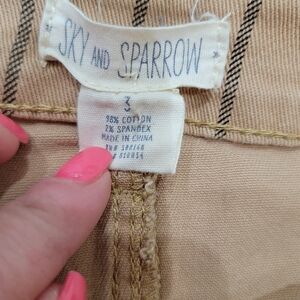 SKY AND SPARROW
3
98% COTTON
2% SPANDEX
MADE IN CHINA